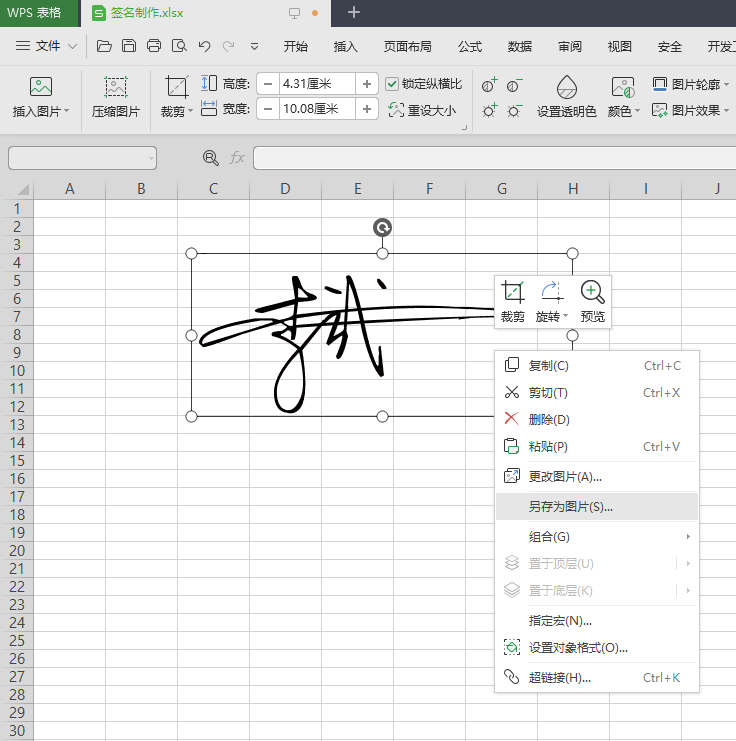 WPS 表格
签名制作.xlsx
文件
开始
插入
页面布局
公式
数据
审阅
视图
安全
开发工
插入图片
压缩图片
裁剪
高度:
4.31厘米
锁定纵横比
宽度:
10.08厘米
重设大小
设置透明色
颜色
图片轮廓
图片效果
fx
A B C D E F G H I J
1
2
3
4
5
6
7
8
9
10
11
12
13
14
15
16
17
18
19
20
21
22
23
24
25
26
27
28
29
30
裁剪 旋转 预览
复制(C) Ctrl+C
剪切(T) Ctrl+X
删除(D)
粘贴(P) Ctrl+V
更改图片(A)...
另存为图片(S)...
组合(G)
置于顶层(U)
置于底层(K)
指定宏(N)...
设置对象格式(O)...
超链接(H)... Ctrl+K